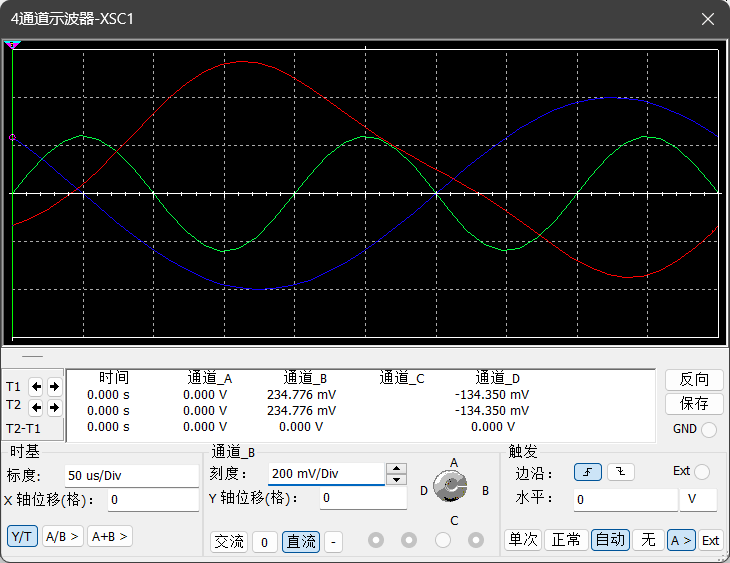 4通道示波器-XSC1
时间 通道_A 通道_B 通道_C 通道_D
T1 0.000 s 0.000 V 234.776 mV -134.350 mV
T2 0.000 s 0.000 V 234.776 mV -134.350 mV
T2-T1 0.000 s 0.000 V 0.000 V 0.000 V
反向
保存
GND
时基 通道_B 触发
标度: 50 us/Div 刻度: 200 mV/Div A D B C 边沿: Ext
X 轴位移(格): 0 Y 轴位移(格): 0 水平: 0 V
Y/T A/B > A+B > 交流 0 直流 - 单次 正常 自动 无 A > Ext